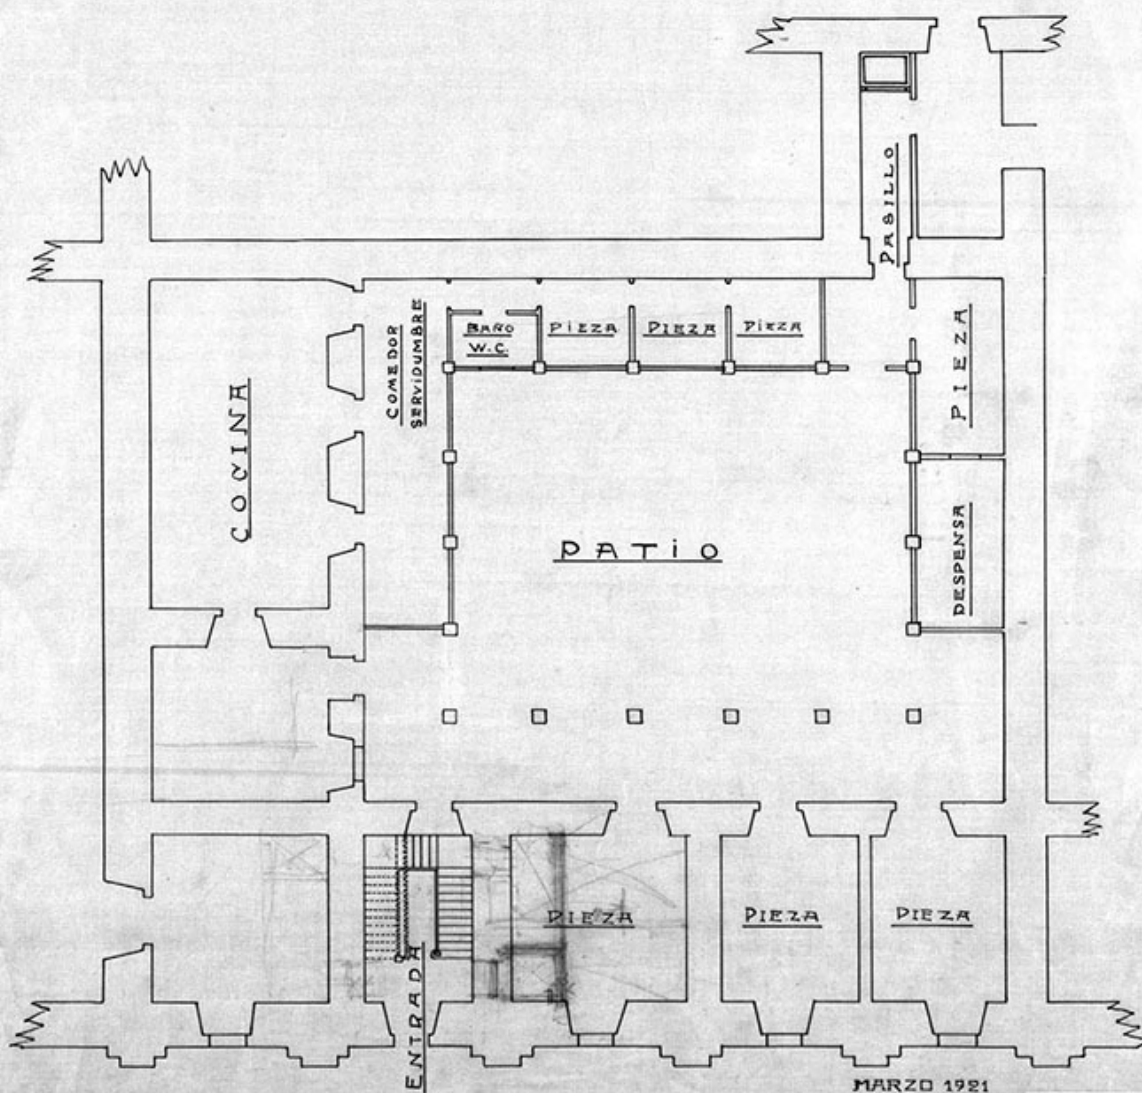 PASILLO
COMEDOR
SERVIDUMBRE
BAÑO
W.C
PIEZA
PIEZA
PIEZA
PIEZA
COCINA
PATIO
DESPENSA
PIEZA
PIEZA
PIEZA
ENTRADA
MARZO 1921